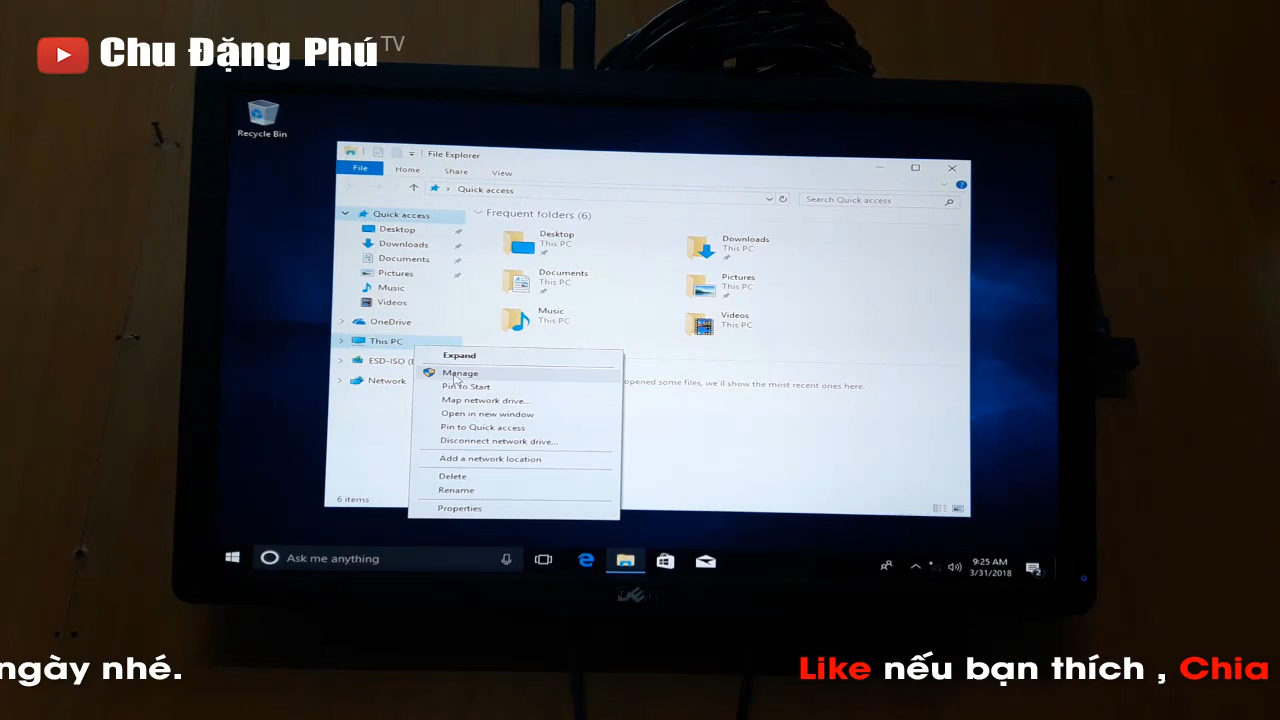 Chu Đặng Phú TV
Recycle Bin
File Explorer
File Home Share View
Quick access
Search Quick access
Quick access
Desktop
Downloads
Documents
Pictures
Music
Videos
OneDrive
This PC
ESD-ISO (
Network
6 items
Frequent folders (6)
Desktop
This PC
Downloads
This PC
Documents
This PC
Pictures
This PC
Music
This PC
Videos
This PC
opened some files, we'll show the most recent ones here.
Expand
Manage
Pin to Start
Map network drive...
Open in new window
Pin to Quick access
Disconnect network drive...
Add a network location
Delete
Rename
Properties
Ask me anything
9:25 AM
3/31/2018
2
DELL
ngày nhé.
Like nếu bạn thích , Chia